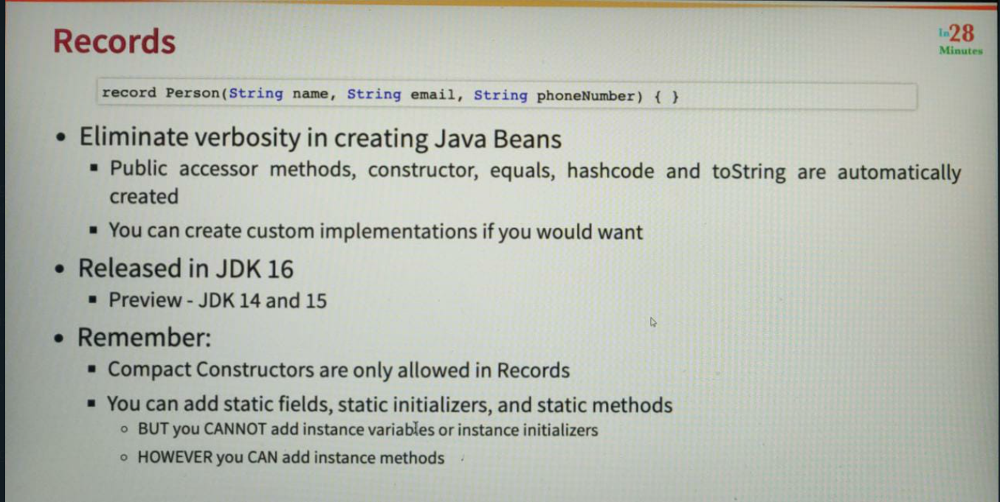 Records
In28
Minutes
record Person(String name, String email, String phoneNumber) { }
• Eliminate verbosity in creating Java Beans
▪ Public accessor methods, constructor, equals, hashcode and toString are automatically
created
▪ You can create custom implementations if you would want
• Released in JDK 16
▪ Preview - JDK 14 and 15
• Remember:
▪ Compact Constructors are only allowed in Records
▪ You can add static fields, static initializers, and static methods
○ BUT you CANNOT add instance variables or instance initializers
○ HOWEVER you CAN add instance methods